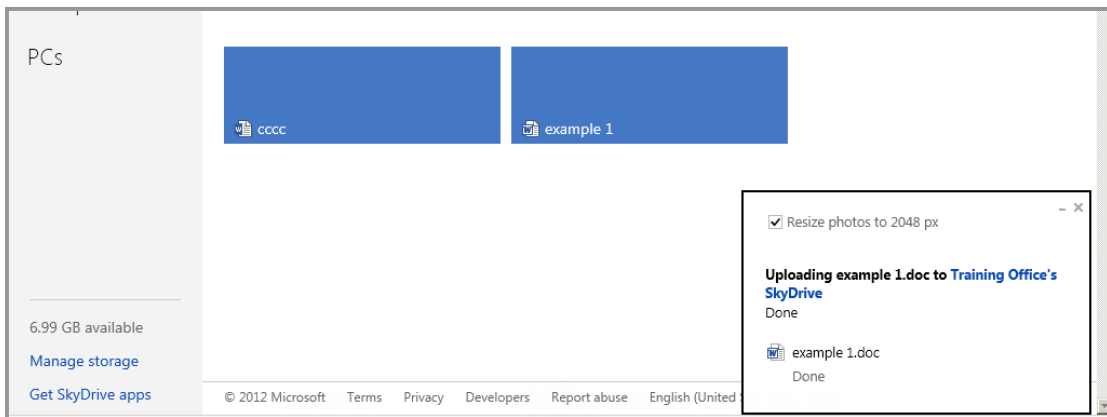 PCs
cccc
example 1
Resize photos to 2048 px
Uploading example 1.doc to Training Office's
SkyDrive
Done
example 1.doc
Done
6.99 GB available
Manage storage
Get SkyDrive apps
© 2012 Microsoft Terms Privacy Developers Report abuse English (United